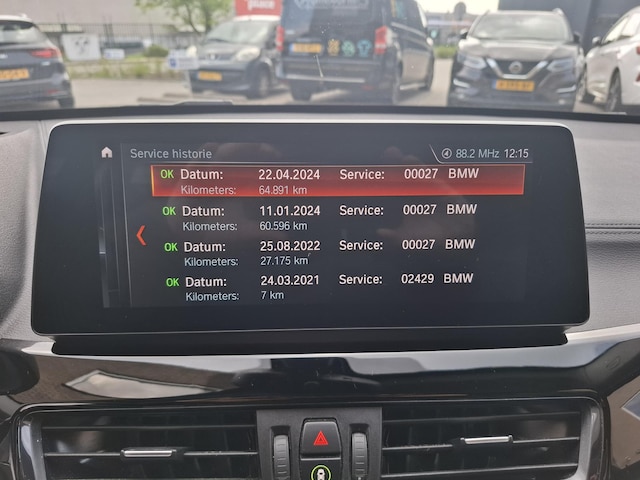 Service historie
88.2 MHz 12:15
OK Datum: 22.04.2024 Service: 00027 BMW
Kilometers: 64.891 km
OK Datum: 11.01.2024 Service: 00027 BMW
Kilometers: 60.596 km
OK Datum: 25.08.2022 Service: 00027 BMW
Kilometers: 27.175 km
OK Datum: 24.03.2021 Service: 02429 BMW
Kilometers: 7 km